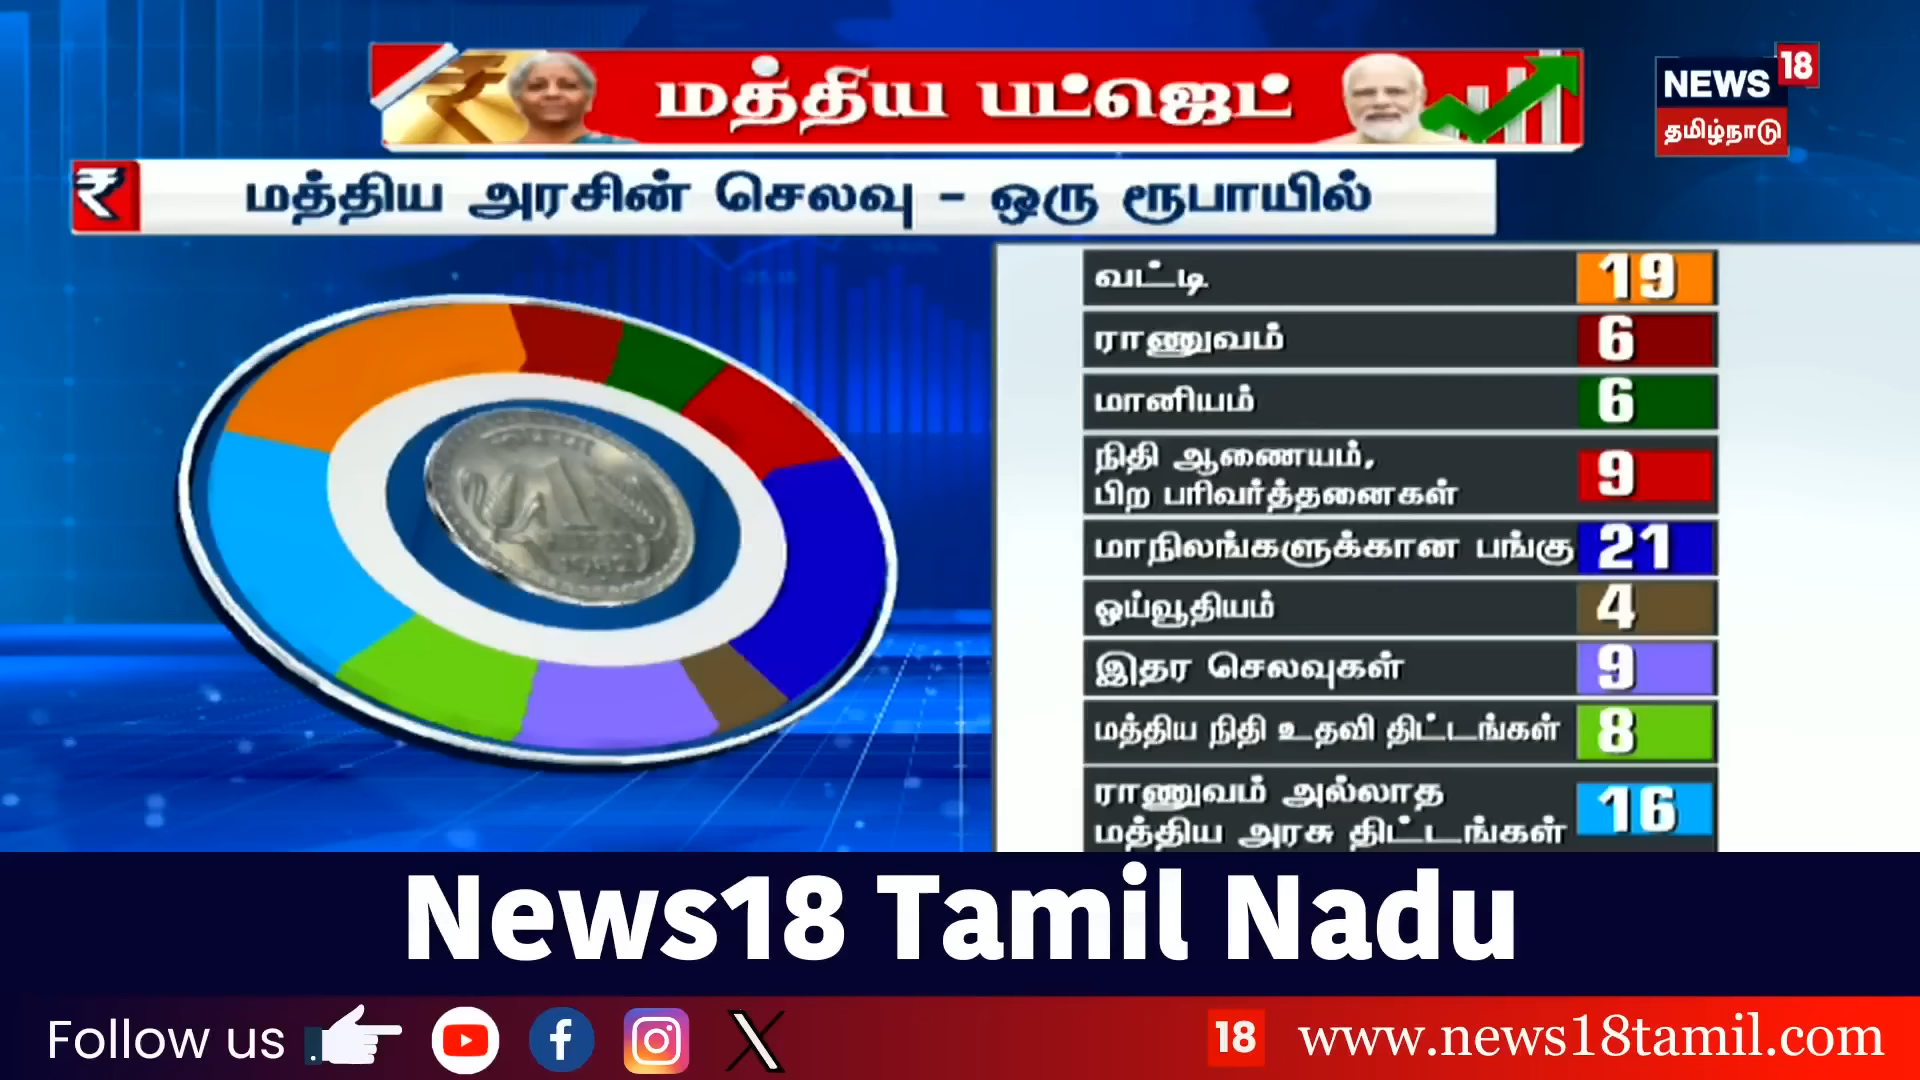 மத்திய பட்ஜெட்
NEWS 18
தமிழ்நாடு
₹ மத்திய அரசின் செலவு - ஒரு ரூபாயில்
வட்டி 19
ராணுவம் 6
மானியம் 6
நிதி ஆணையம்,
பிற பரிவர்த்தனைகள் 9
மாநிலங்களுக்கான பங்கு 21
ஓய்வூதியம் 4
இதர செலவுகள் 9
மத்திய நிதி உதவி திட்டங்கள் 8
ராணுவம் அல்லாத
மத்திய அரசு திட்டங்கள் 16
News18 Tamil Nadu
Follow us
18 www.news18tamil.com